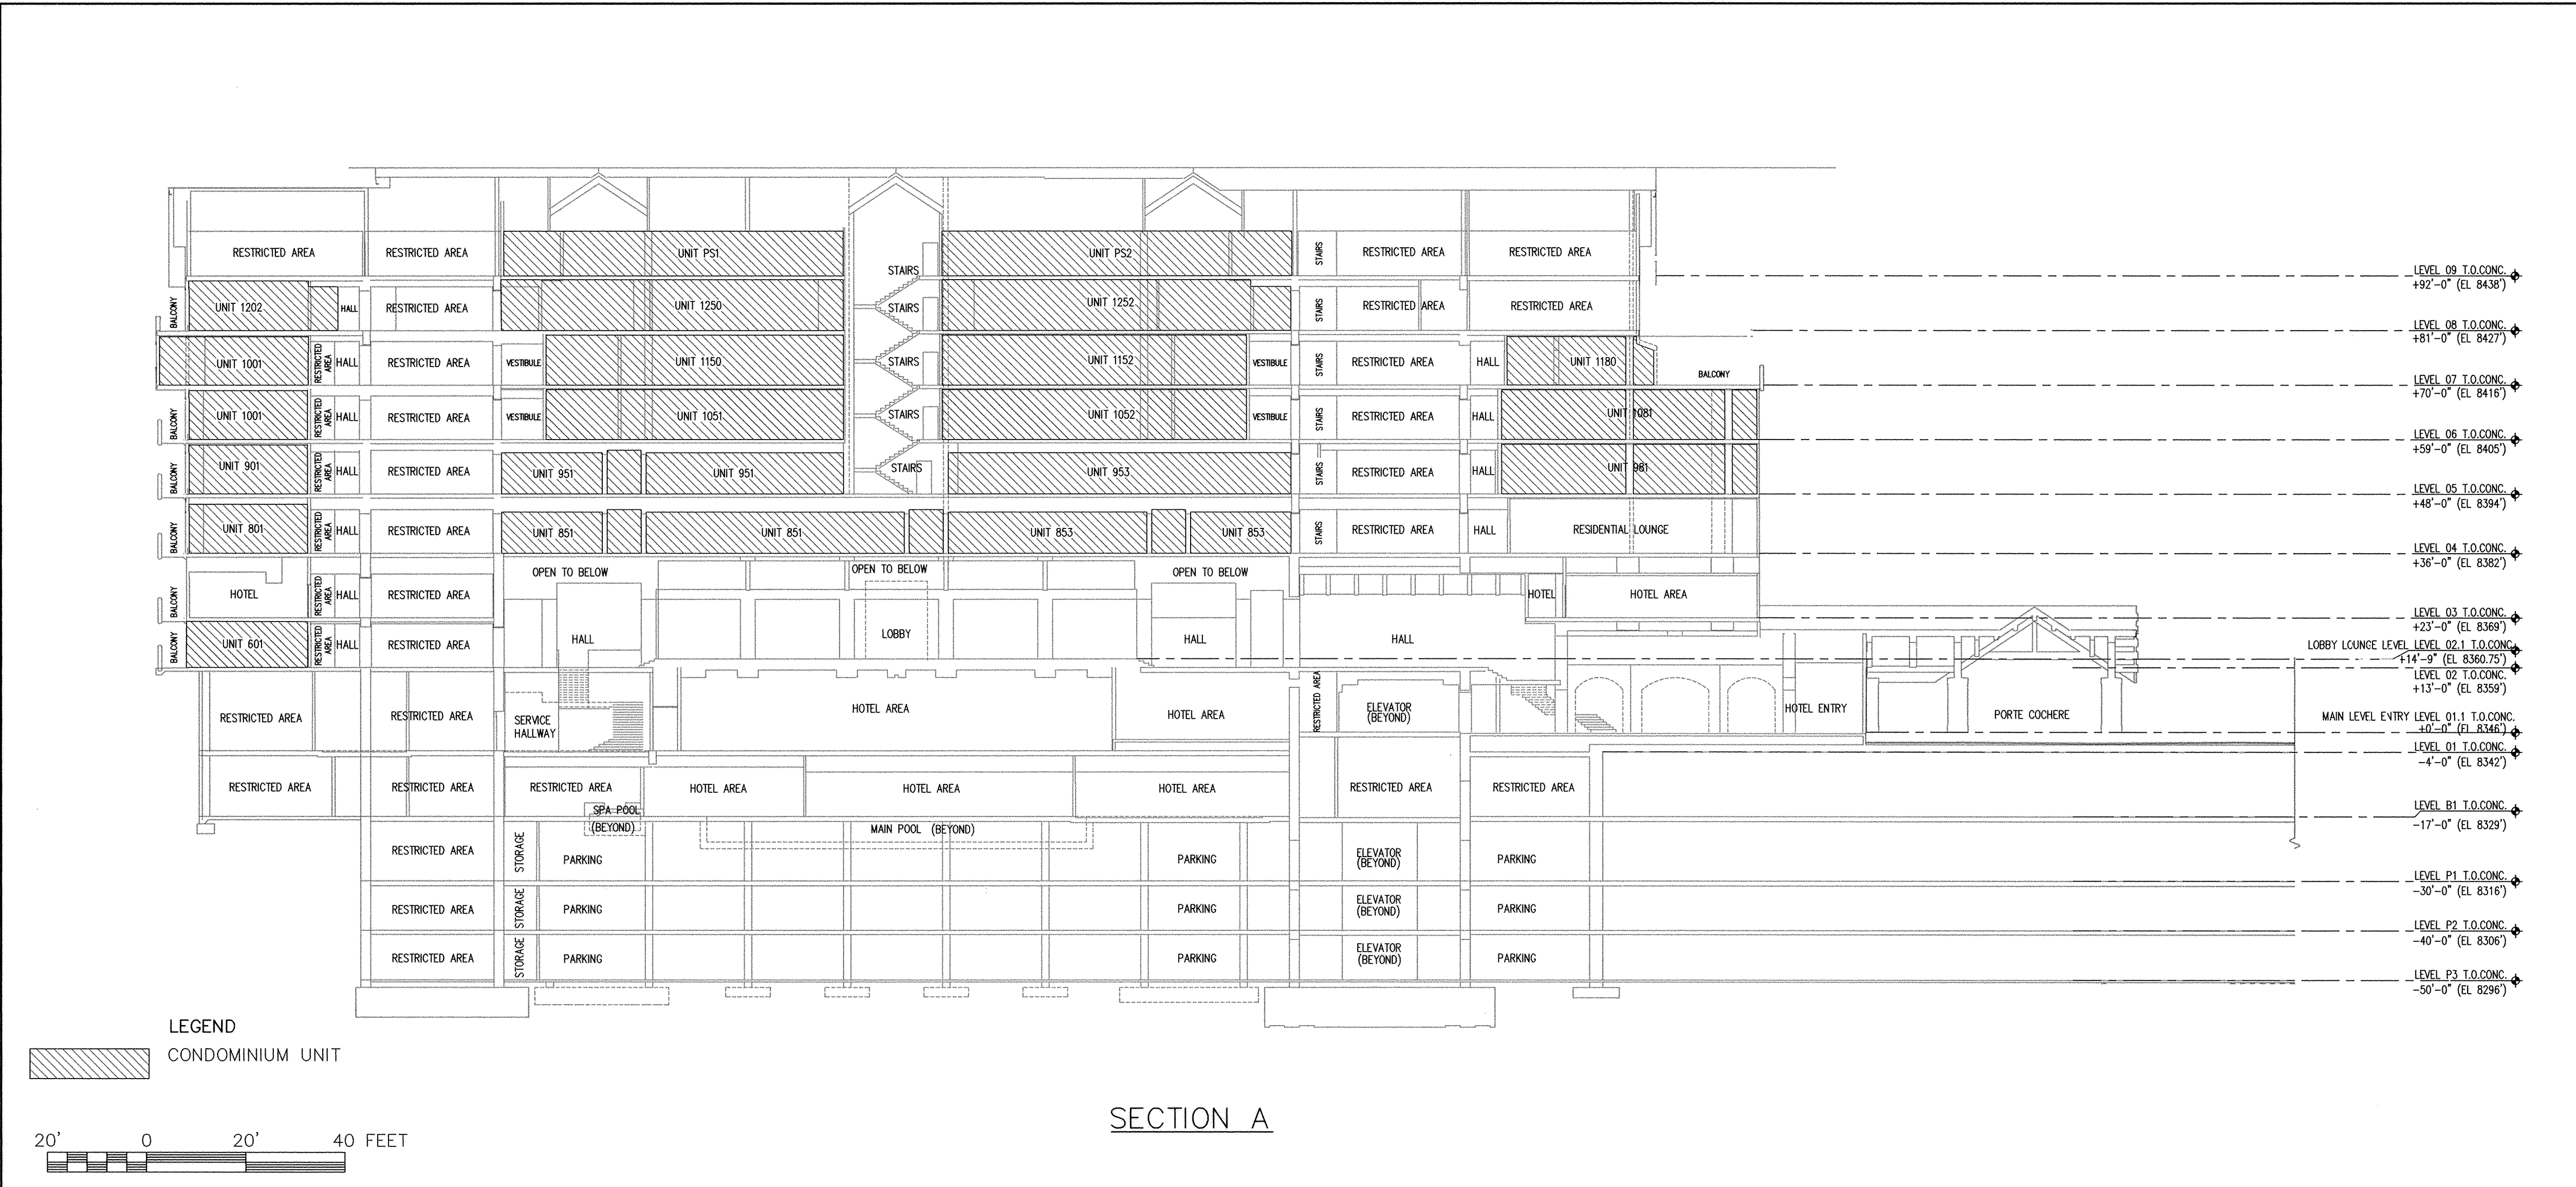 RESTRICTED AREA
RESTRICTED AREA
UNIT PS1
STAIRS
UNIT PS2
STAIRS
RESTRICTED AREA
RESTRICTED AREA
LEVEL 09 T.O.CONC.
+92'-0" (EL 8438')
BALCONY
UNIT 1202
HALL
RESTRICTED AREA
UNIT 1250
STAIRS
UNIT 1252
STAIRS
RESTRICTED AREA
RESTRICTED AREA
LEVEL 08 T.O.CONC.
+81'-0" (EL 8427')
UNIT 1001
RESTRICTED
AREA
HALL
RESTRICTED AREA
VESTIBULE
UNIT 1150
STAIRS
UNIT 1152
VESTIBULE
STAIRS
RESTRICTED AREA
HALL
UNIT 1180
BALCONY
LEVEL 07 T.O.CONC.
+70'-0" (EL 8416')
BALCONY
UNIT 1001
RESTRICTED
AREA
HALL
RESTRICTED AREA
VESTIBULE
UNIT 1051
STAIRS
UNIT 1052
VESTIBULE
STAIRS
RESTRICTED AREA
HALL
UNIT 1081
LEVEL 06 T.O.CONC.
+59'-0" (EL 8405')
BALCONY
UNIT 901
RESTRICTED
AREA
HALL
RESTRICTED AREA
UNIT 951
UNIT 951
STAIRS
UNIT 953
STAIRS
RESTRICTED AREA
HALL
UNIT 981
LEVEL 05 T.O.CONC.
+48'-0" (EL 8394')
BALCONY
UNIT 801
RESTRICTED
AREA
HALL
RESTRICTED AREA
UNIT 851
UNIT 851
UNIT 853
UNIT 853
STAIRS
RESTRICTED AREA
HALL
RESIDENTIAL LOUNGE
LEVEL 04 T.O.CONC.
+36'-0" (EL 8382')
OPEN TO BELOW
OPEN TO BELOW
OPEN TO BELOW
BALCONY
HOTEL
RESTRICTED
AREA
HALL
RESTRICTED AREA
HOTEL
HOTEL AREA
LEVEL 03 T.O.CONC.
+23'-0" (EL 8369')
BALCONY
UNIT 601
RESTRICTED
AREA
HALL
RESTRICTED AREA
HALL
LOBBY
HALL
HALL
LOBBY LOUNGE LEVEL LEVEL 02.1 T.O.CONC.
+14'-9" (EL 8360.75')
LEVEL 02 T.O.CONC.
+13'-0" (EL 8359')
RESTRICTED AREA
RESTRICTED AREA
SERVICE
HALLWAY
HOTEL AREA
HOTEL AREA
RESTRICTED AREA
ELEVATOR
(BEYOND)
HOTEL ENTRY
PORTE COCHERE
MAIN LEVEL ENTRY LEVEL 01.1 T.O.CONC.
+0'-0" (EL 8346')
LEVEL 01 T.O.CONC.
-4'-0" (EL 8342')
RESTRICTED AREA
RESTRICTED AREA
RESTRICTED AREA
HOTEL AREA
HOTEL AREA
HOTEL AREA
RESTRICTED AREA
RESTRICTED AREA
SPA POOL
(BEYOND)
MAIN POOL (BEYOND)
LEVEL B1 T.O.CONC.
-17'-0" (EL 8329')
RESTRICTED AREA
STORAGE
PARKING
PARKING
ELEVATOR
(BEYOND)
PARKING
LEVEL P1 T.O.CONC.
-30'-0" (EL 8316')
RESTRICTED AREA
STORAGE
PARKING
PARKING
ELEVATOR
(BEYOND)
PARKING
LEVEL P2 T.O.CONC.
-40'-0" (EL 8306')
RESTRICTED AREA
STORAGE
PARKING
PARKING
ELEVATOR
(BEYOND)
PARKING
LEVEL P3 T.O.CONC.
-50'-0" (EL 8296')
LEGEND
CONDOMINIUM UNIT
SECTION A
20' 0 20' 40 FEET